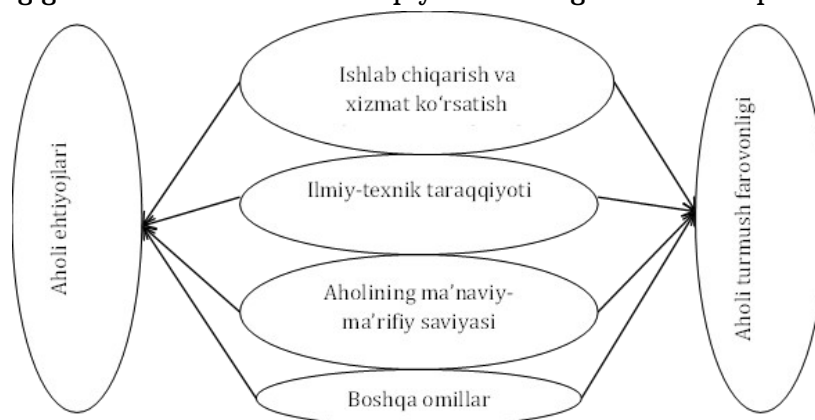 Aholi ehtiyojlari
Ishlab chiqarish va
xizmat ko‘rsatish
Ilmiy-texnik taraqqiyoti
Aholining ma’naviy-
ma’rifiy saviyasi
Boshqa omillar
Aholi turmush farovonligi